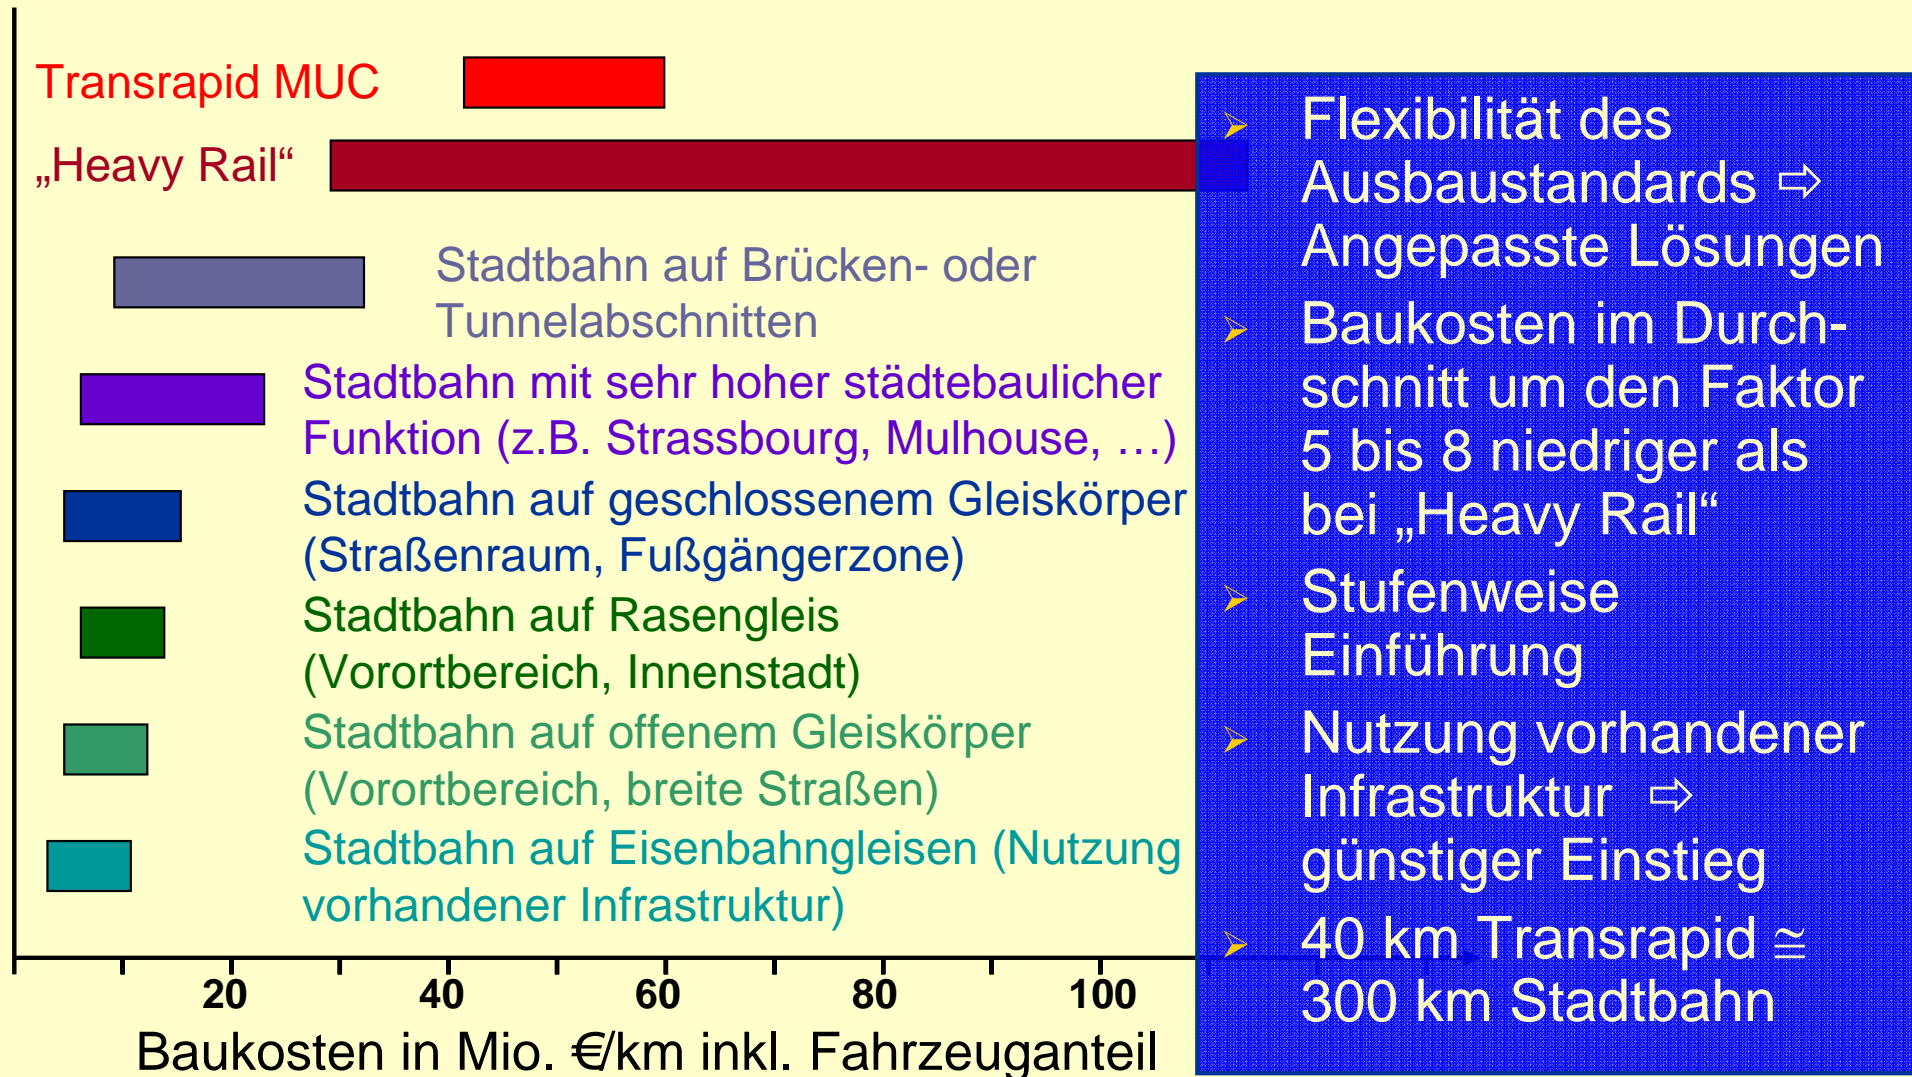 Transrapid MUC
„Heavy Rail“
Stadtbahn auf Brücken- oder
Tunnelabschnitten
Stadtbahn mit sehr hoher städtebaulicher
Funktion (z.B. Strassbourg, Mulhouse, …)
Stadtbahn auf geschlossenem Gleiskörper
(Straßenraum, Fußgängerzone)
Stadtbahn auf Rasengleis
(Vorortbereich, Innenstadt)
Stadtbahn auf offenem Gleiskörper
(Vorortbereich, breite Straßen)
Stadtbahn auf Eisenbahngleisen (Nutzung
vorhandener Infrastruktur)
20 40 60 80 100
Baukosten in Mio. €/km inkl. Fahrzeuganteil
➢ Flexibilität des
Ausbaustandards ⇨
Angepasste Lösungen
➢ Baukosten im Durch-
schnitt um den Faktor
5 bis 8 niedriger als
bei „Heavy Rail“
➢ Stufenweise
Einführung
➢ Nutzung vorhandener
Infrastruktur ⇨
günstiger Einstieg
➢ 40 km Transrapid ≅
300 km Stadtbahn